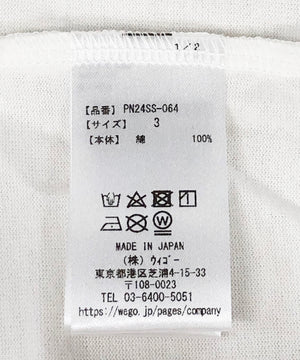 【品番】 PN24SS-064
【サイズ】 3
【本体】 綿 100%
MADE IN JAPAN
(株) ウィゴー
東京都港区芝浦4-15-33
〒108-0023
TEL 03-6400-5051
https://wego.jp/pages/company